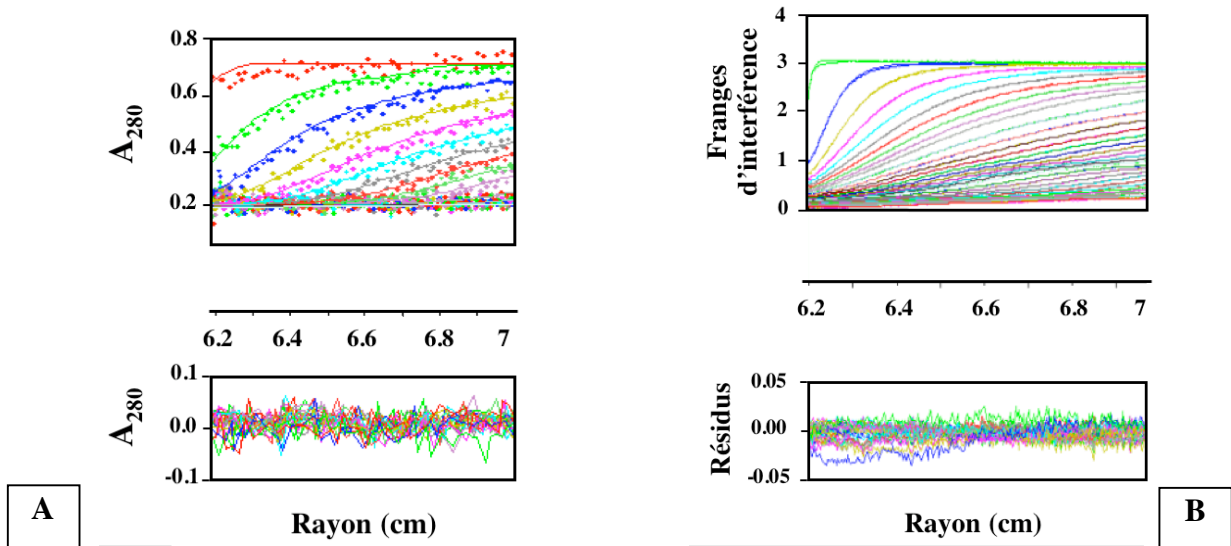 0.8
0.6
0.4
0.2
A280
6.2 6.4 6.6 6.8 7
0.1
0.0
-0.1
A280
Rayon (cm)
A
4
3
2
1
0
Franges
d'interférence
6.2 6.4 6.6 6.8 7
0.05
0.00
-0.05
Résidus
Rayon (cm)
B